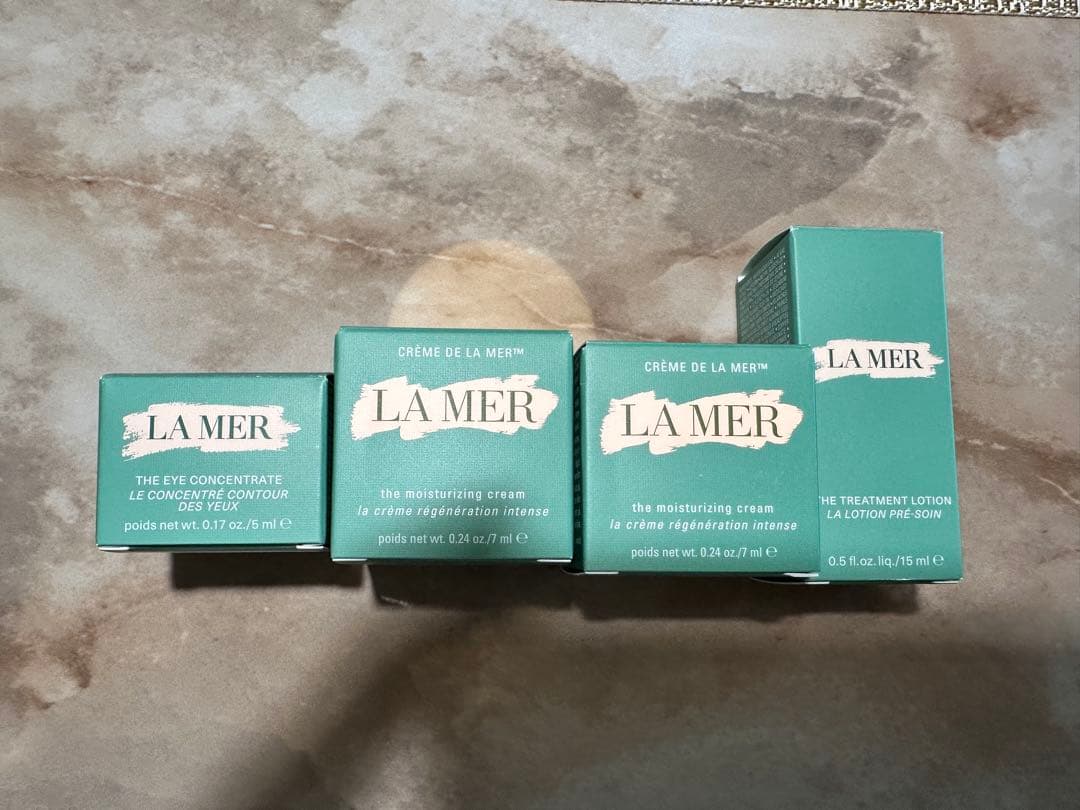 LA MER
THE EYE CONCENTRATE
LE CONCENTRÉ CONTOUR
DES YEUX
poids net wt. 0.17 oz./5 ml ℮
CRÈME DE LA MER™
LA MER
the moisturizing cream
la crème régénération intense
poids net wt. 0.24 oz./7 ml ℮
CRÈME DE LA MER™
LA MER
the moisturizing cream
la crème régénération intense
poids net wt. 0.24 oz./7 ml ℮
LA MER
THE TREATMENT LOTION
LA LOTION PRÉ-SOIN
0.5 fl.oz. liq./15 ml ℮